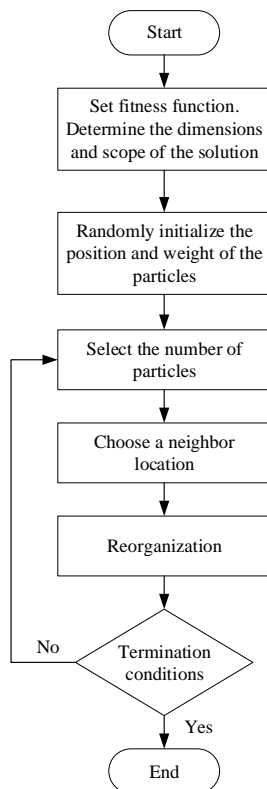 Start
Set fitness function.
Determine the dimensions
and scope of the solution
Randomly initialize the
position and weight of the
particles
Select the number of
particles
Choose a neighbor
location
Reorganization
No
Termination
conditions
Yes
End